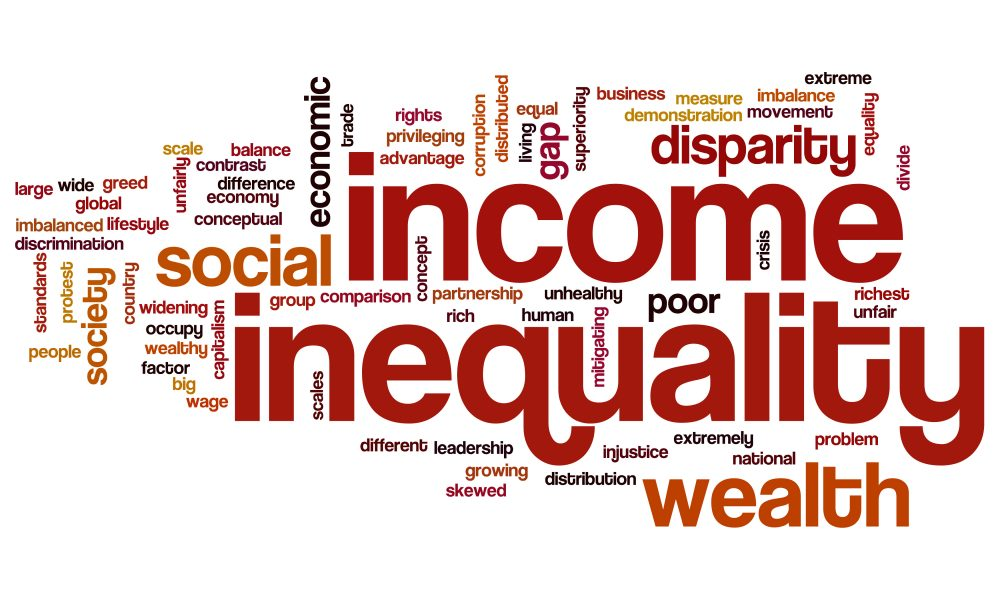 extreme
economic
trade
rights
privileging
advantage
corruption
distributed
equal
living
gap
superiority
business
measure
imbalance
demonstration
movement
equality
disparity
divide
scale
balance
unfairly
contrast
difference
economy
conceptual
large
wide
greed
global
imbalanced
lifestyle
discrimination
income
concept
crisis
social
standards
protest
society
country
people
widening
occupy
wealthy
capitalism
factor
big
wage
group
comparison
partnership
unhealthy
poor
richest
unfair
rich
human
mitigating
inequality
scales
different
leadership
growing
skewed
distribution
injustice
extremely
national
problem
wealth